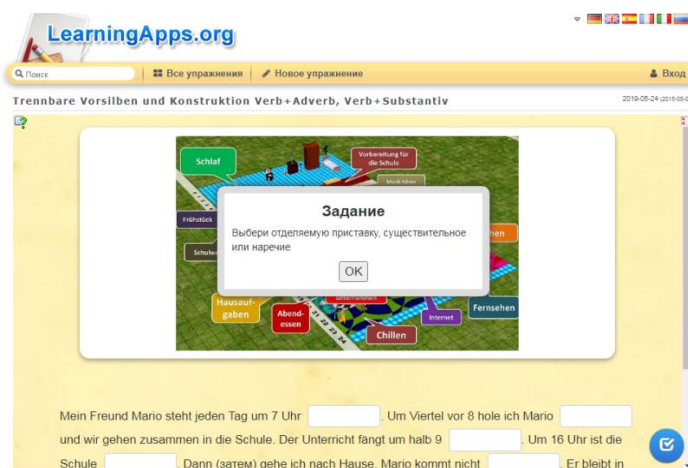 LearningApps.org
Поиск
Все упражнения
Новое упражнение
Вход
Trennbare Vorsilben und Konstruktion Verb+Adverb, Verb+Substantiv
2019-05-24
Schlaf
Vorbereitung für
die Schule
Musik hören
Frühstück
Задание
Выбери отделяемую приставку, существительное
или наречие
OK
Hausauf-
gaben
Abend-
essen
Internet
Fernsehen
Chillen
Mein Freund Mario steht jeden Tag um 7 Uhr . Um Viertel vor 8 hole ich Mario
und wir gehen zusammen in die Schule. Der Unterricht fängt um halb 9 . Um 16 Uhr ist die
Schule . Dann (затем) gehe ich nach Hause. Mario kommt nicht . Er bleibt in